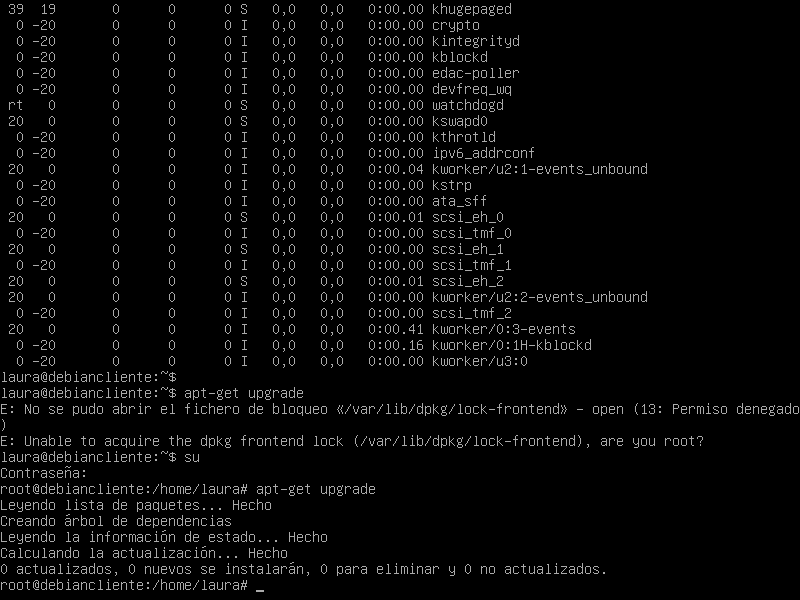 39  19       0      0      0 S   0,0   0,0   0:00.00 khugepaged
 0 -20       0      0      0 I   0,0   0,0   0:00.00 crypto
 0 -20       0      0      0 I   0,0   0,0   0:00.00 kintegrityd
 0 -20       0      0      0 I   0,0   0,0   0:00.00 kblockd
 0 -20       0      0      0 I   0,0   0,0   0:00.00 edac-poller
 0 -20       0      0      0 I   0,0   0,0   0:00.00 devfreq_wq
rt   0       0      0      0 S   0,0   0,0   0:00.00 watchdogd
20   0       0      0      0 S   0,0   0,0   0:00.00 kswapd0
 0 -20       0      0      0 I   0,0   0,0   0:00.00 kthrotld
 0 -20       0      0      0 I   0,0   0,0   0:00.00 ipv6_addrconf
20   0       0      0      0 I   0,0   0,0   0:00.04 kworker/u2:1-events_unbound
 0 -20       0      0      0 I   0,0   0,0   0:00.00 kstrp
 0 -20       0      0      0 I   0,0   0,0   0:00.00 ata_sff
20   0       0      0      0 S   0,0   0,0   0:00.01 scsi_eh_0
 0 -20       0      0      0 I   0,0   0,0   0:00.00 scsi_tmf_0
20   0       0      0      0 S   0,0   0,0   0:00.00 scsi_eh_1
 0 -20       0      0      0 I   0,0   0,0   0:00.00 scsi_tmf_1
20   0       0      0      0 S   0,0   0,0   0:00.01 scsi_eh_2
20   0       0      0      0 I   0,0   0,0   0:00.00 kworker/u2:2-events_unbound
 0 -20       0      0      0 I   0,0   0,0   0:00.00 scsi_tmf_2
20   0       0      0      0 I   0,0   0,0   0:00.41 kworker/0:3-events
 0 -20       0      0      0 I   0,0   0,0   0:00.16 kworker/0:1H-kblockd
 0 -20       0      0      0 I   0,0   0,0   0:00.00 kworker/u3:0
laura@debiancliente:~$
laura@debiancliente:~$ apt-get upgrade
E: No se pudo abrir el fichero de bloqueo «/var/lib/dpkg/lock-frontend» - open (13: Permiso denegado
)
E: Unable to acquire the dpkg frontend lock (/var/lib/dpkg/lock-frontend), are you root?
laura@debiancliente:~$ su
Contraseña:
root@debiancliente:/home/laura# apt-get upgrade
Leyendo lista de paquetes... Hecho
Creando árbol de dependencias
Leyendo la información de estado... Hecho
Calculando la actualización... Hecho
0 actualizados, 0 nuevos se instalarán, 0 para eliminar y 0 no actualizados.
root@debiancliente:/home/laura# _